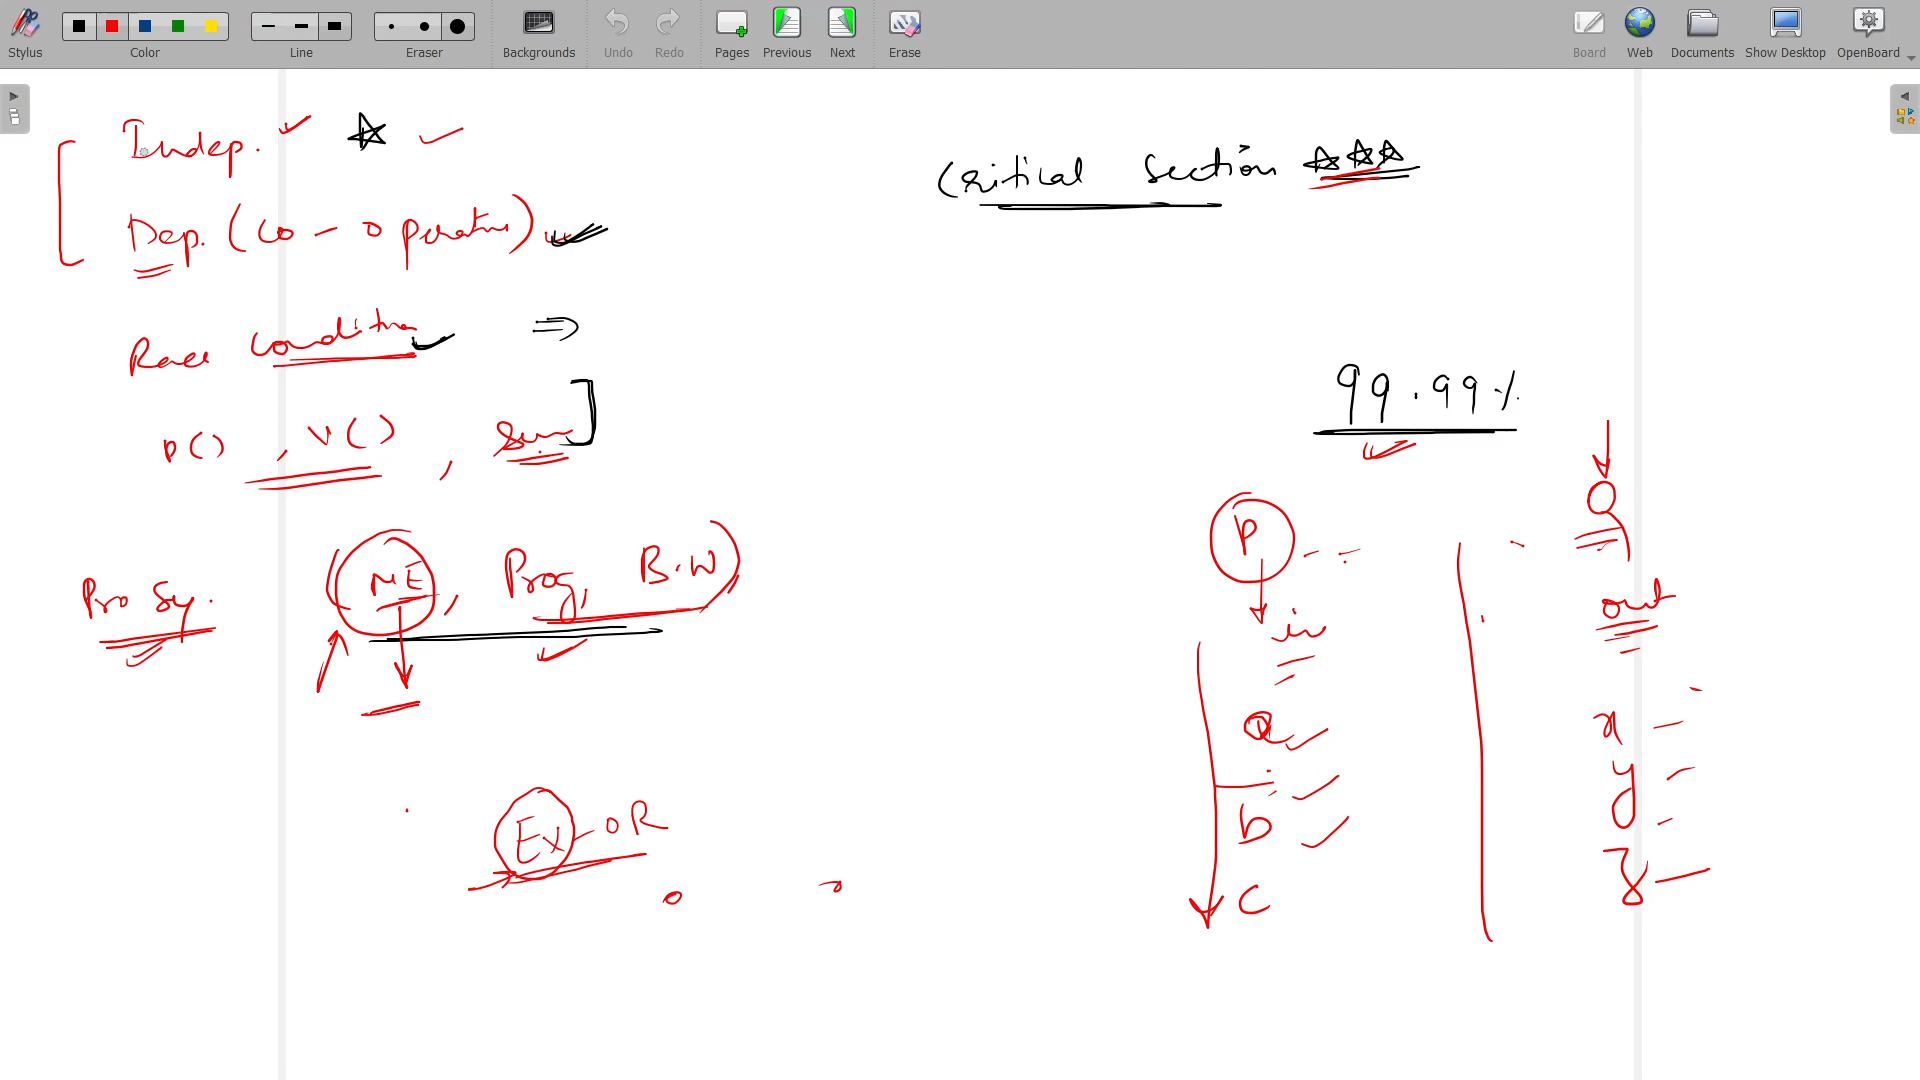 Stylus Color Line Eraser Backgrounds Undo Redo Pages Previous Next Erase Board Web Documents Show Desktop OpenBoard
Indep.
Critical Section
Dep. (Co-operative)
Race Condition ⇒
P() , V() , Sem
99.99%
Pro Sy. (ME, Prog, B.W)
P Q
in out
a x
b y
c z
Ex-OR